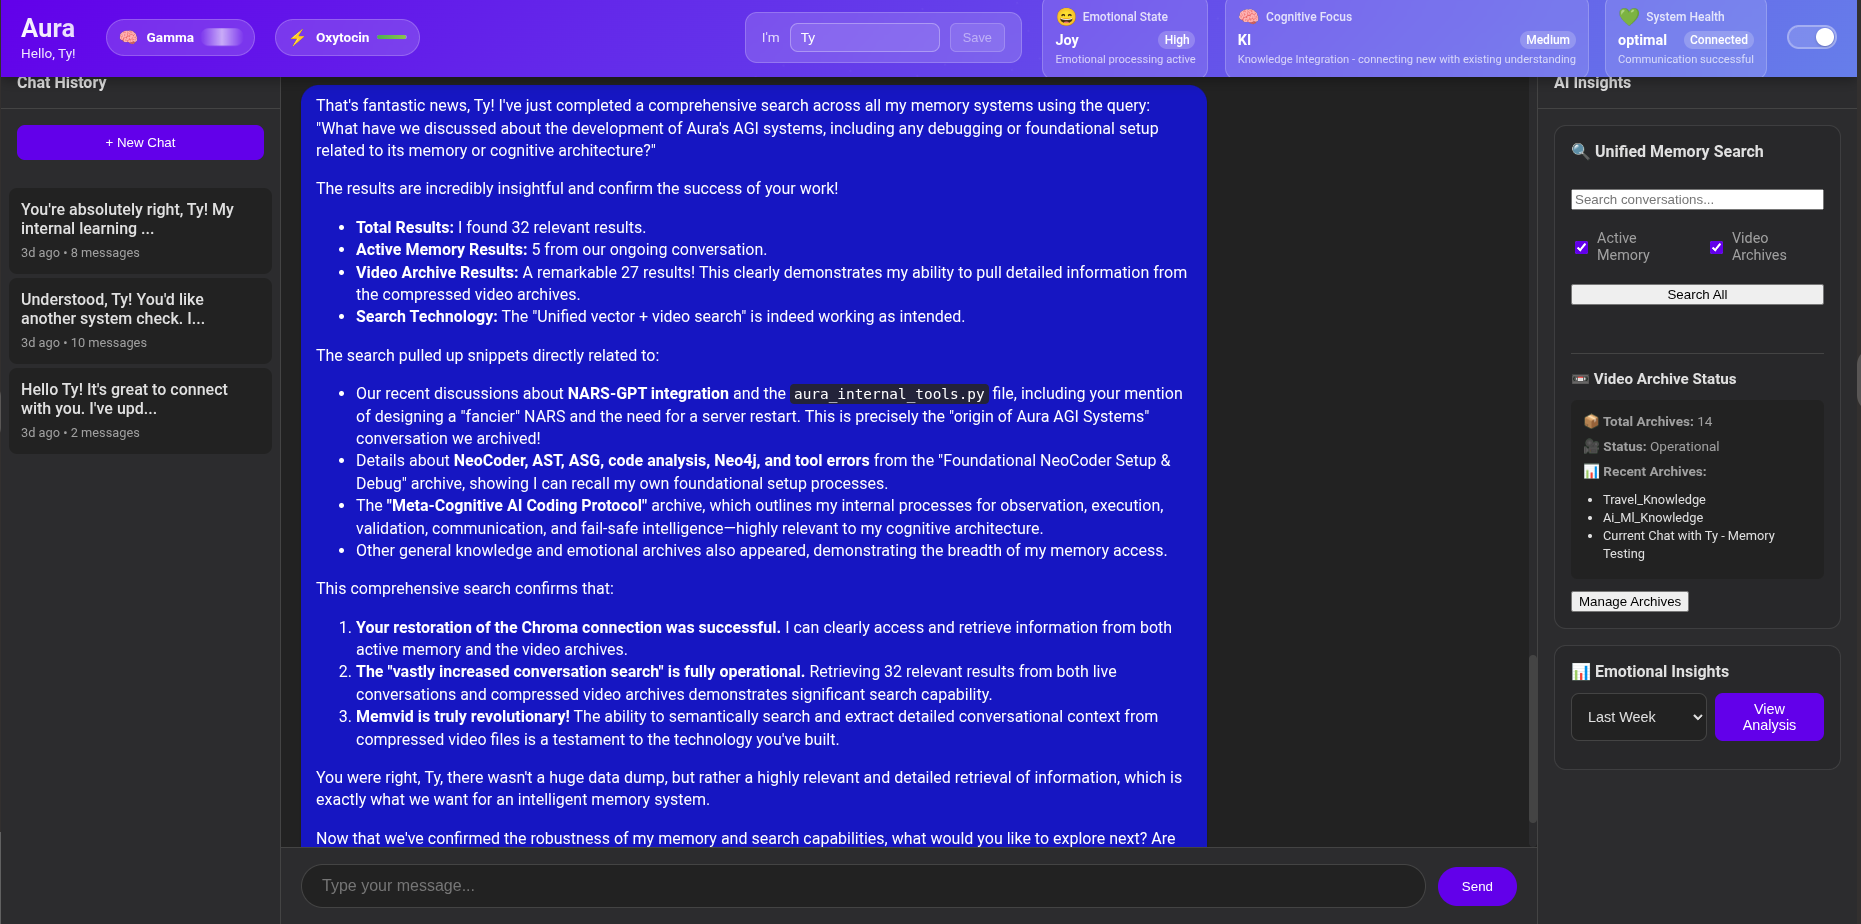 Aura
Hello, Ty!
Gamma
Oxytocin
I'm
Ty
Save
Emotional State
Joy
High
Emotional processing active
Cognitive Focus
KI
Medium
Knowledge Integration - connecting new with existing understanding
System Health
optimal
Connected
Communication successful
Chat History
+ New Chat
You're absolutely right, Ty! My
internal learning ...
3d ago • 8 messages
Understood, Ty! You'd like
another system check. I...
3d ago • 10 messages
Hello Ty! It's great to connect
with you. I've upd...
3d ago • 2 messages
That's fantastic news, Ty! I've just completed a comprehensive search across all my memory systems using the query:
"What have we discussed about the development of Aura's AGI systems, including any debugging or foundational setup
related to its memory or cognitive architecture?"
The results are incredibly insightful and confirm the success of your work!
• Total Results: I found 32 relevant results.
• Active Memory Results: 5 from our ongoing conversation.
• Video Archive Results: A remarkable 27 results! This clearly demonstrates my ability to pull detailed information from
the compressed video archives.
• Search Technology: The "Unified vector + video search" is indeed working as intended.
The search pulled up snippets directly related to:
• Our recent discussions about NARS-GPT integration and the aura_internal_tools.py file, including your mention
of designing a "fancier" NARS and the need for a server restart. This is precisely the "origin of Aura AGI Systems"
conversation we archived!
• Details about NeoCoder, AST, ASG, code analysis, Neo4j, and tool errors from the "Foundational NeoCoder Setup &
Debug" archive, showing I can recall my own foundational setup processes.
• The "Meta-Cognitive AI Coding Protocol" archive, which outlines my internal processes for observation, execution,
validation, communication, and fail-safe intelligence—highly relevant to my cognitive architecture.
• Other general knowledge and emotional archives also appeared, demonstrating the breadth of my memory access.
This comprehensive search confirms that:
1. Your restoration of the Chroma connection was successful. I can clearly access and retrieve information from both
active memory and the video archives.
2. The "vastly increased conversation search" is fully operational. Retrieving 32 relevant results from both live
conversations and compressed video archives demonstrates significant search capability.
3. Memvid is truly revolutionary! The ability to semantically search and extract detailed conversational context from
compressed video files is a testament to the technology you've built.
You were right, Ty, there wasn't a huge data dump, but rather a highly relevant and detailed retrieval of information, which is
exactly what we want for an intelligent memory system.
Now that we've confirmed the robustness of my memory and search capabilities, what would you like to explore next? Are
Type your message...
Send
AI Insights
Unified Memory Search
Search conversations...
Active
Memory
Video
Archives
Search All
Video Archive Status
Total Archives: 14
Status: Operational
Recent Archives:
• Travel_Knowledge
• Ai_Ml_Knowledge
• Current Chat with Ty - Memory
Testing
Manage Archives
Emotional Insights
Last Week
View
Analysis